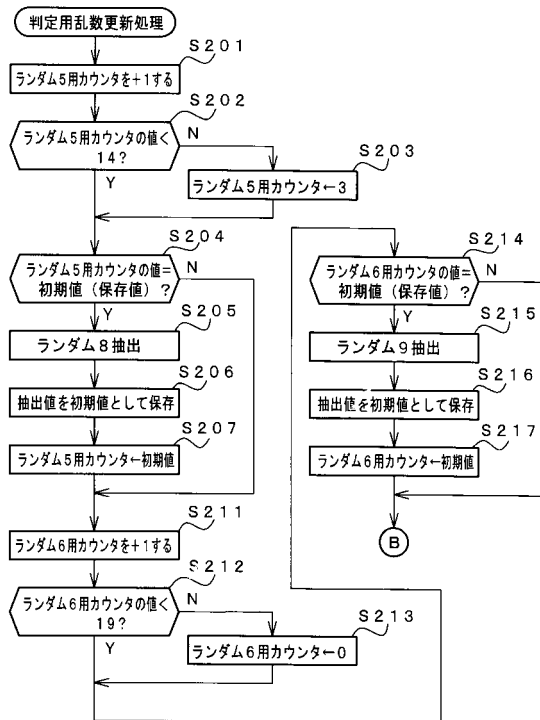 判定用乱数更新処理
S201
ランダム5用カウンタを+1する
S202
ランダム5用カウンタの値<
14?
N
Y
S203
ランダム5用カウンタ←3
S204
ランダム5用カウンタの値=
初期値(保存値)?
N
Y
S205
ランダム8抽出
S206
抽出値を初期値として保存
S207
ランダム5用カウンタ←初期値
S211
ランダム6用カウンタを+1する
S212
ランダム6用カウンタの値<
19?
N
Y
S213
ランダム6用カウンタ←0
S214
ランダム6用カウンタの値=
初期値(保存値)?
N
Y
S215
ランダム9抽出
S216
抽出値を初期値として保存
S217
ランダム6用カウンタ←初期値
B